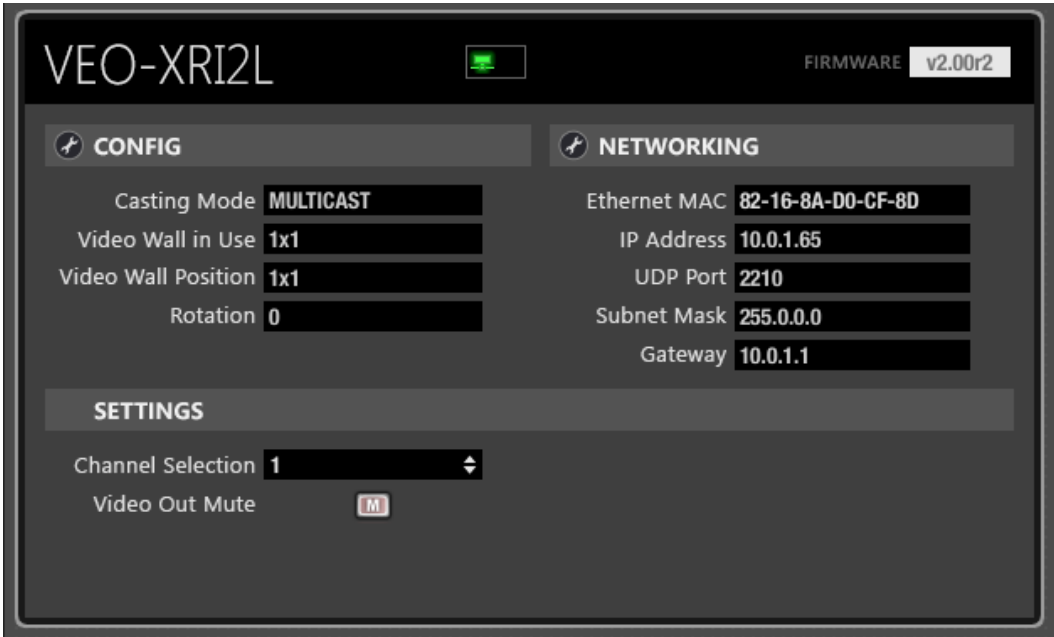 VEO-XRI2L
FIRMWARE v2.00r2
CONFIG
Casting Mode MULTICAST
Video Wall in Use 1x1
Video Wall Position 1x1
Rotation 0
NETWORKING
Ethernet MAC 82-16-8A-D0-CF-8D
IP Address 10.0.1.65
UDP Port 2210
Subnet Mask 255.0.0.0
Gateway 10.0.1.1
SETTINGS
Channel Selection 1
Video Out Mute M